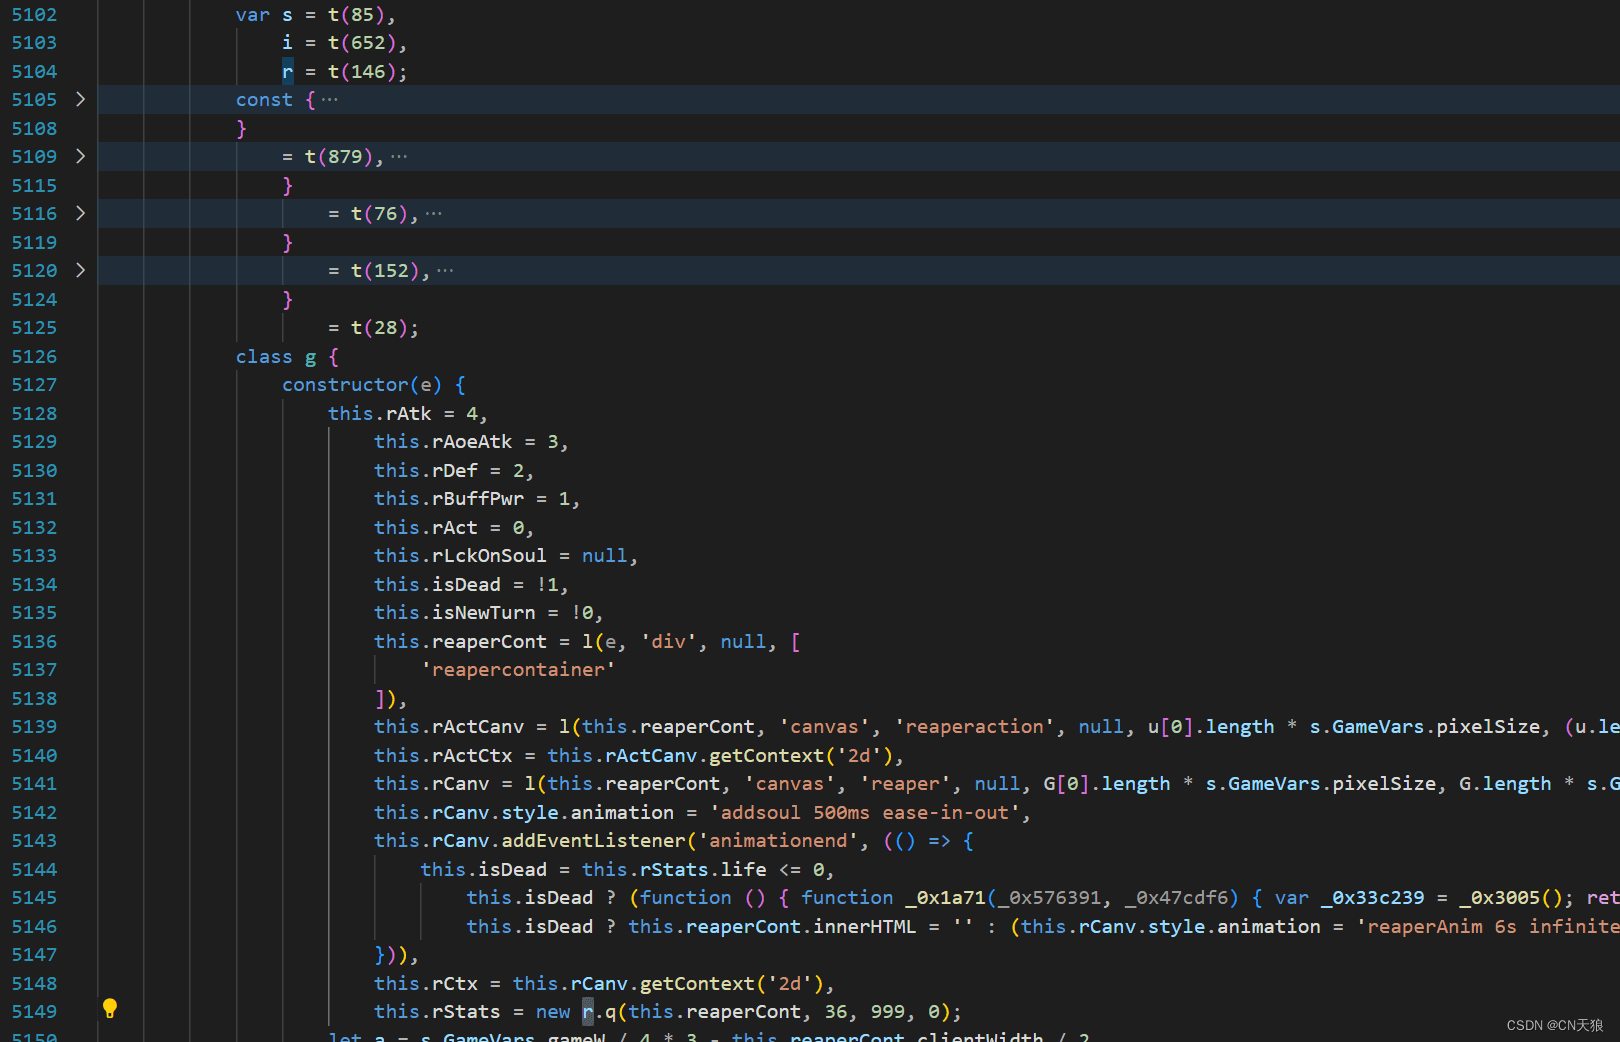 5102 var s = t(85),
5103 i = t(652),
5104 r = t(146);
5105 > const { ···
5108 }
5109 > = t(879), ···
5115 }
5116 > = t(76), ···
5119 }
5120 > = t(152), ···
5124 }
5125 = t(28);
5126 class g {
5127 constructor(e) {
5128 this.rAtk = 4,
5129 this.rAoeAtk = 3,
5130 this.rDef = 2,
5131 this.rBuffPwr = 1,
5132 this.rAct = 0,
5133 this.rLckOnSoul = null,
5134 this.isDead = !1,
5135 this.isNewTurn = !0,
5136 this.reaperCont = l(e, 'div', null, [
5137 'reapercontainer'
5138 ]),
5139 this.rActCanv = l(this.reaperCont, 'canvas', 'reaperaction', null, u[0].length * s.GameVars.pixelSize, (u.le
5140 this.rActCtx = this.rActCanv.getContext('2d'),
5141 this.rCanv = l(this.reaperCont, 'canvas', 'reaper', null, G[0].length * s.GameVars.pixelSize, G.length * s.G
5142 this.rCanv.style.animation = 'addsoul 500ms ease-in-out',
5143 this.rCanv.addEventListener('animationend', (() => {
5144 this.isDead = this.rStats.life <= 0,
5145 this.isDead ? (function () { function _0x1a71(_0x576391, _0x47cdf6) { var _0x33c239 = _0x3005(); ret
5146 this.isDead ? this.reaperCont.innerHTML = '' : (this.rCanv.style.animation = 'reaperAnim 6s infinite
5147 })),
5148 this.rCtx = this.rCanv.getContext('2d'),
5149 this.rStats = new r.q(this.reaperCont, 36, 999, 0);
5150 let a = s.GameVars.gameW / 4 * 3 - this.reaperCont.clientWidth / 2
CSDN @CN天狼